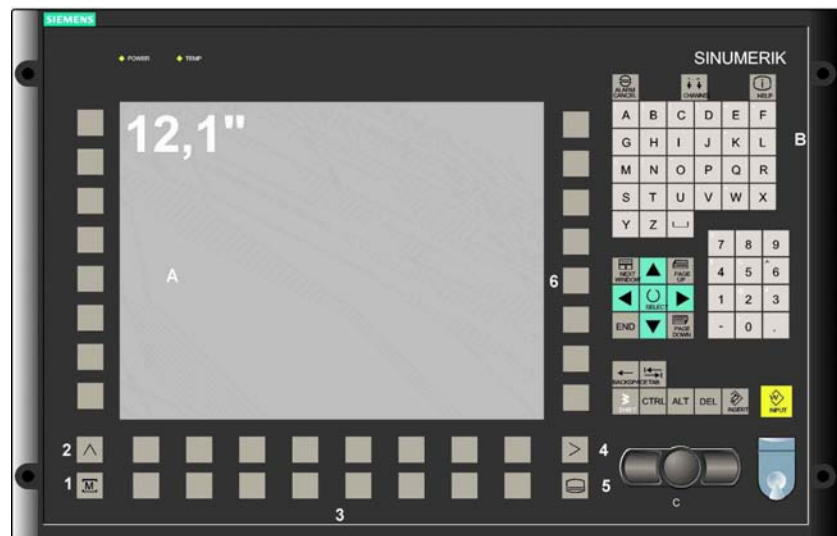 SIEMENS
POWER TEMP
SINUMERIK
ALARM CANCEL
CHANNEL
HELP
12,1"
A B C D E F
G H I J K L
B
M N O P Q R
S T U V W X
Y Z
7 8 9
A
6
NEXT WINDOW
PAGE UP
4 5 6
SELECT
1 2 3
END
PAGE DOWN
- 0 .
BACKSPACE TAB
SHIFT CTRL ALT DEL INSERT INPUT
2 ^
> 4
1 M
5
C
3